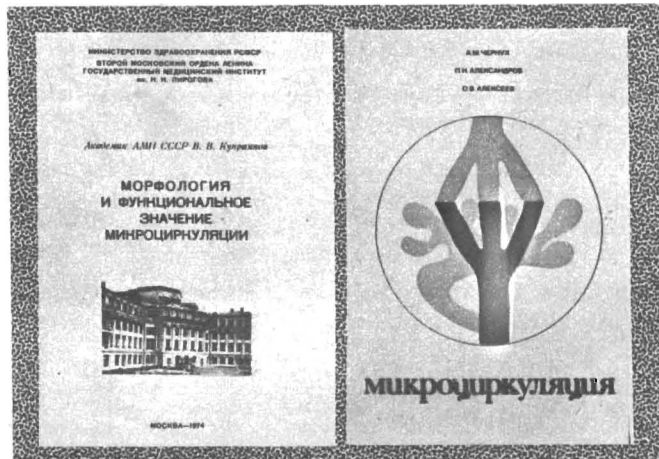 МИНИСТЕРСТВО ЗДРАВООХРАНЕНИЯ РСФСР
ВТОРОЙ МОСКОВСКИЙ ОРДЕНА ЛЕНИНА
ГОСУДАРСТВЕННЫЙ МЕДИЦИНСКИЙ ИНСТИТУТ
им. Н. И. ПИРОГОВА
Академик АМН СССР В. В. Куприянов
МОРФОЛОГИЯ
И ФУНКЦИОНАЛЬНОЕ
ЗНАЧЕНИЕ
МИКРОЦИРКУЛЯЦИИ
МОСКВА—1974
А.М.ЧЕРНУХ
П.Н.АЛЕКСАНДРОВ
О.В.АЛЕКСЕЕВ
микроциркуляция